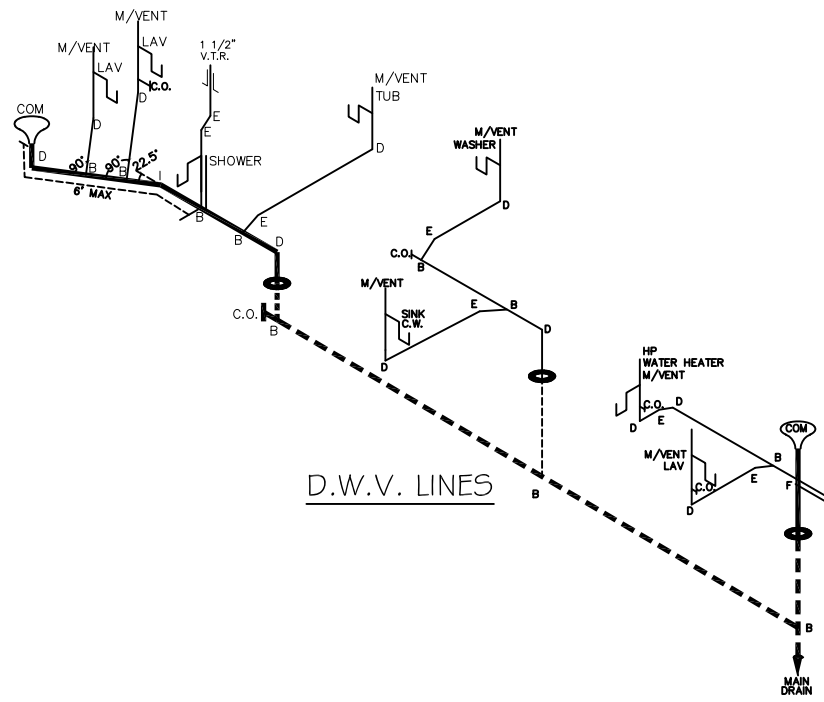 M/VENT
LAV
M/VENT
LAV
C.O.
D
D
COM
D
90°
B
90°
B
22.5°
I
6' MAX
1 1/2"
V.T.R.
E
E
SHOWER
B
M/VENT
TUB
D
E
B
D
C.O.
B
M/VENT
WASHER
D
E
C.O.
B
M/VENT
SINK
C.W.
D
E
B
D
B
HP
WATER HEATER
M/VENT
C.O.
D
E
D
M/VENT
LAV
C.O.
D
E
B
F
COM
B
MAIN
DRAIN
D.W.V. LINES